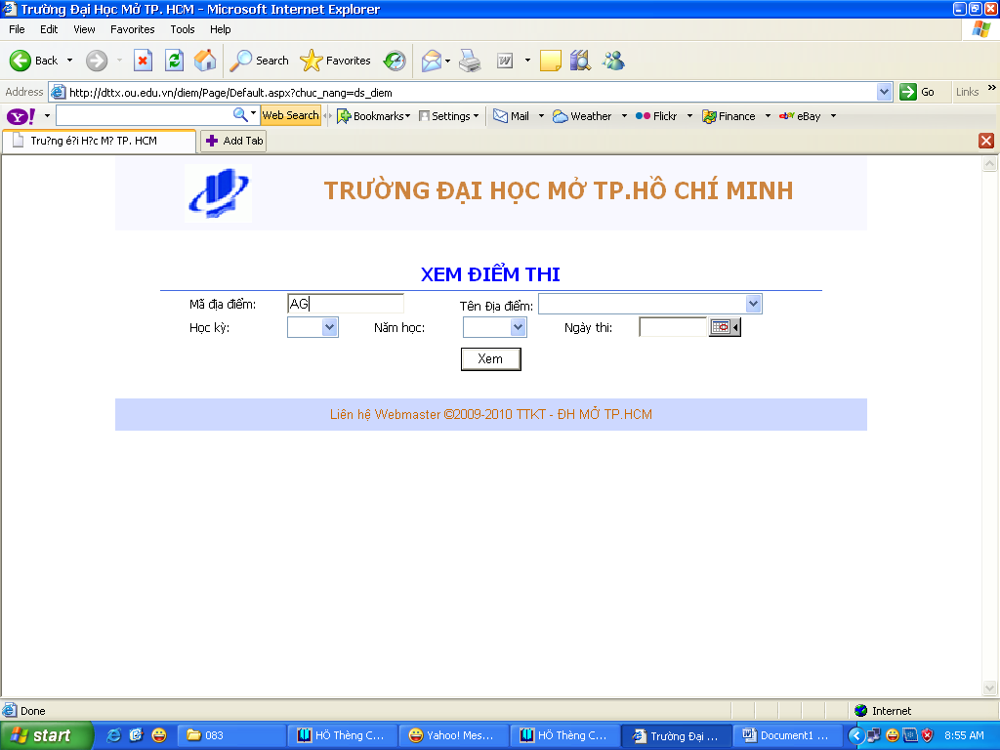 Trường Đại Học Mở TP. HCM - Microsoft Internet Explorer
File Edit View Favorites Tools Help
Back Search Favorites
Address http://dttx.ou.edu.vn/diem/Page/Default.aspx?chuc_nang=ds_diem Go Links »
Y! Web Search Bookmarks Settings Mail Weather Flickr Finance eBay
Tru?ng é?i H?c M? TP. HCM Add Tab
TRƯỜNG ĐẠI HỌC MỞ TP.HỒ CHÍ MINH
XEM ĐIỂM THI
Mã địa điểm: AG Tên Địa điểm:
Học kỳ: Năm học: Ngày thi:
Xem
Liên hệ Webmaster ©2009-2010 TTKT - ĐH MỞ TP.HCM
Done Internet
start 083 HÖ Thèng C... Yahoo! Mes... HÖ Thèng C... Trường Đại ... Document1 ... 8:55 AM